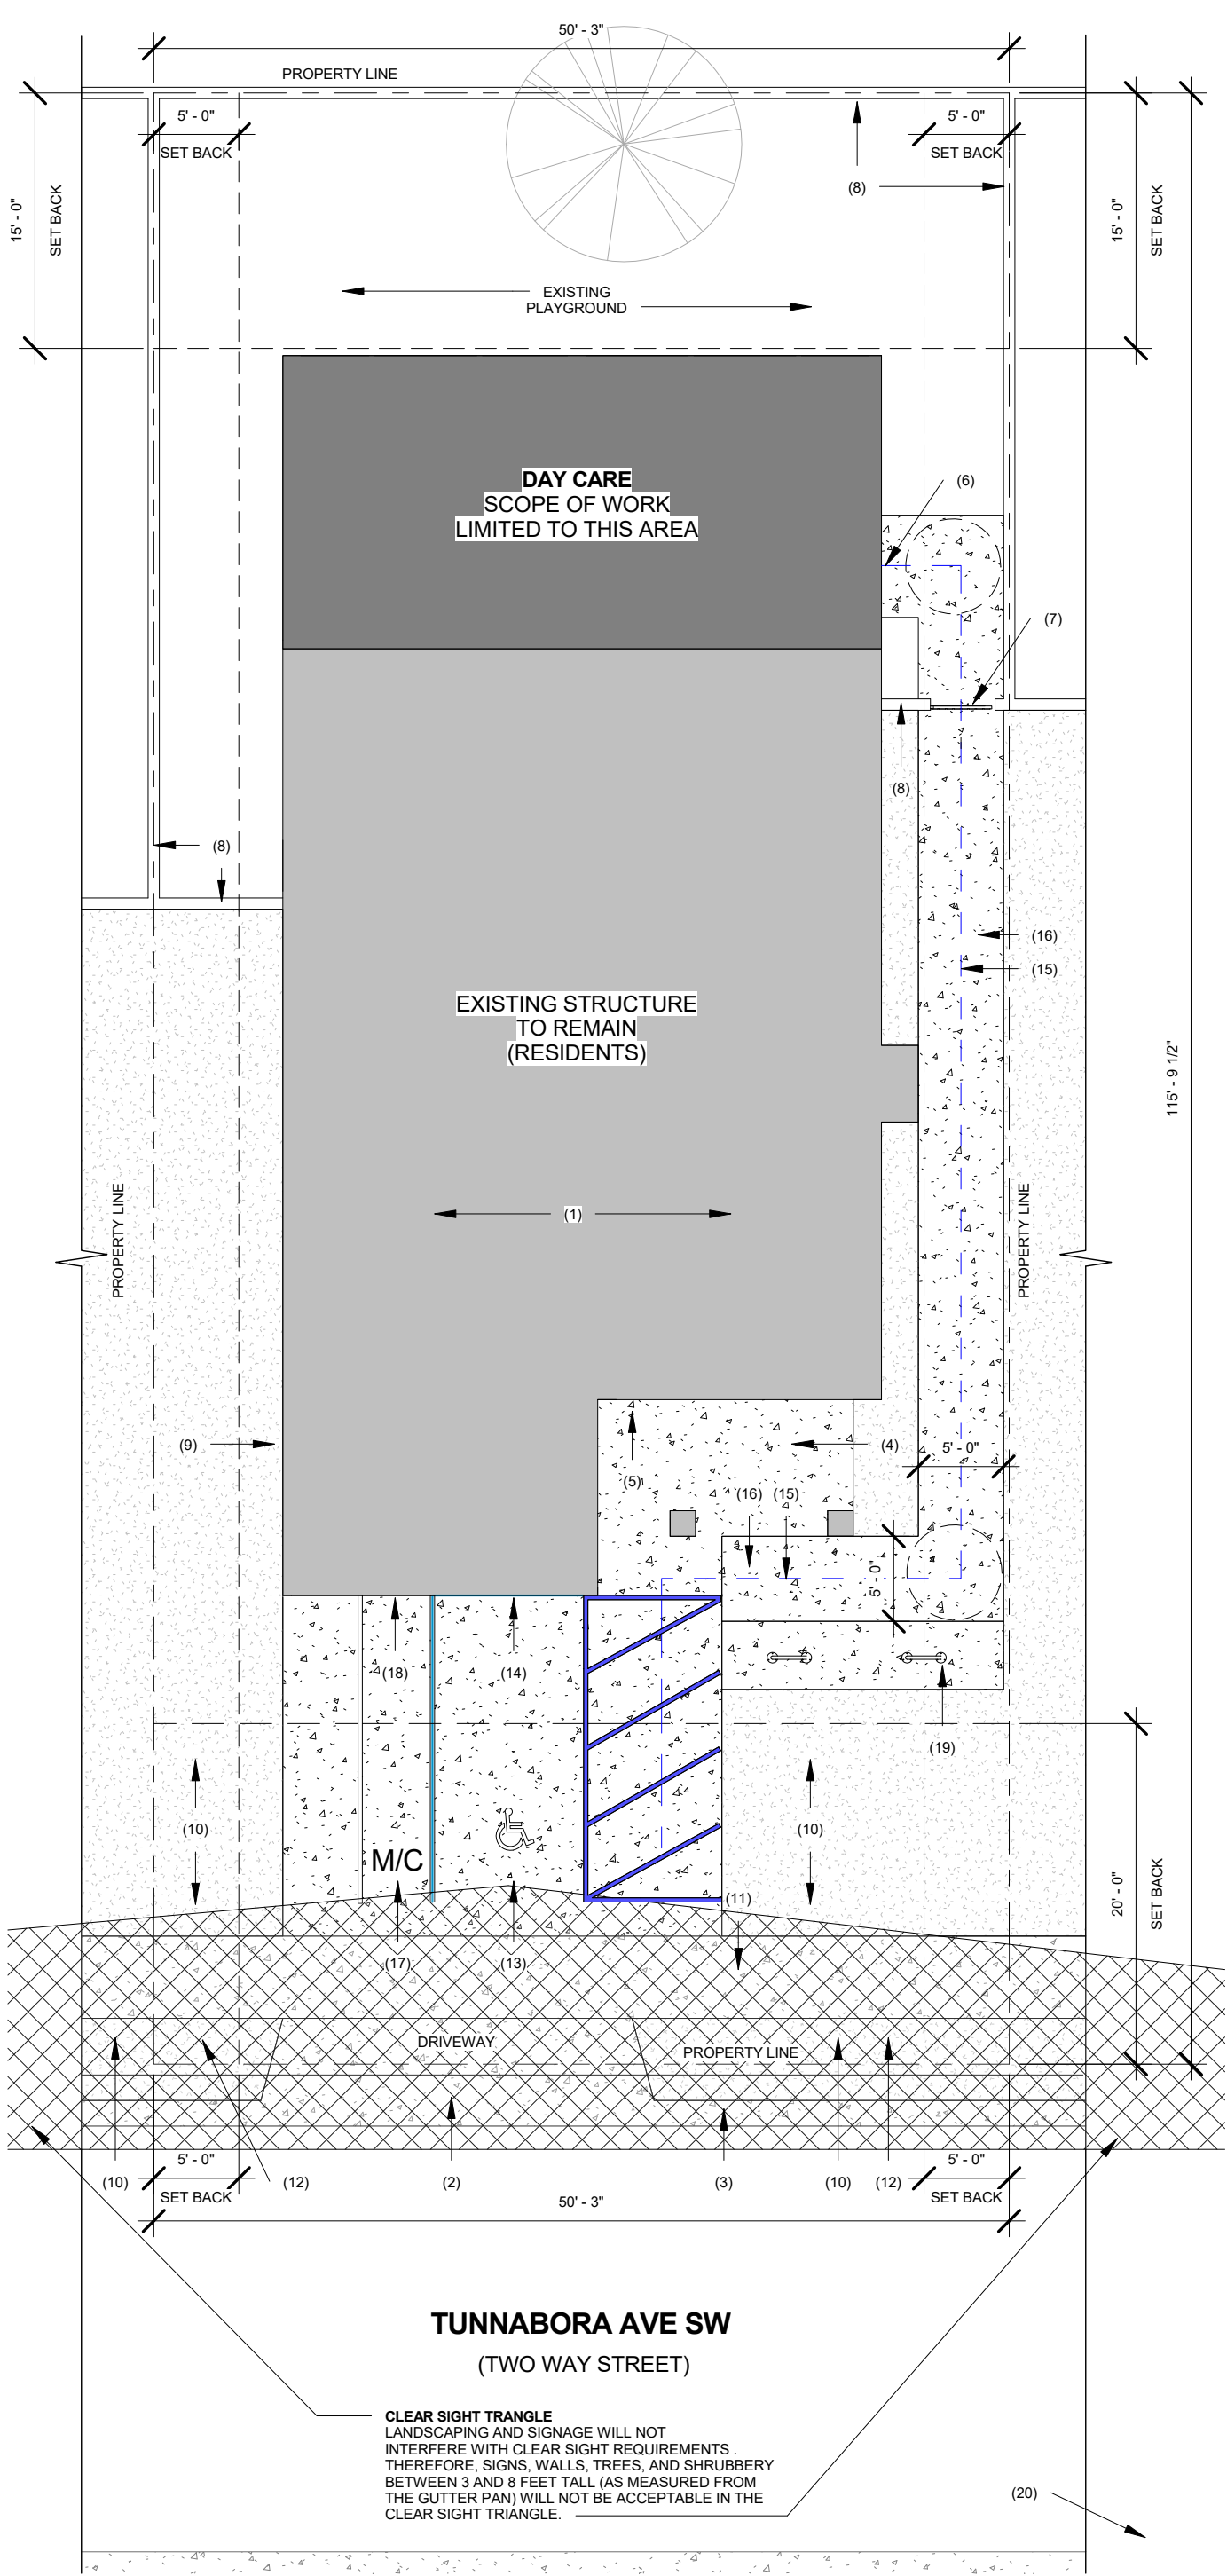 50' - 3"
PROPERTY LINE
5' - 0"
SET BACK
5' - 0"
SET BACK
(8)
15' - 0"
SET BACK
15' - 0"
SET BACK
EXISTING
PLAYGROUND
DAY CARE
SCOPE OF WORK
LIMITED TO THIS AREA
(6)
(7)
(8)
(8)
(16)
(15)
EXISTING STRUCTURE
TO REMAIN
(RESIDENTS)
115' - 9 1/2"
PROPERTY LINE
(1)
PROPERTY LINE
(9)
(4)
5' - 0"
(5)
(16)
(15)
5' - 0"
(18)
(14)
(19)
(10)
M/C
(10)
(11)
20' - 0"
SET BACK
(17)
(13)
DRIVEWAY
PROPERTY LINE
(10)
5' - 0"
SET BACK
(12)
(2)
(3)
(10)
(12)
5' - 0"
SET BACK
50' - 3"
TUNNABORA AVE SW
(TWO WAY STREET)
CLEAR SIGHT TRANGLE
LANDSCAPING AND SIGNAGE WILL NOT
INTERFERE WITH CLEAR SIGHT REQUIREMENTS .
THEREFORE, SIGNS, WALLS, TREES, AND SHRUBBERY
BETWEEN 3 AND 8 FEET TALL (AS MEASURED FROM
THE GUTTER PAN) WILL NOT BE ACCEPTABLE IN THE
CLEAR SIGHT TRIANGLE.
(20)